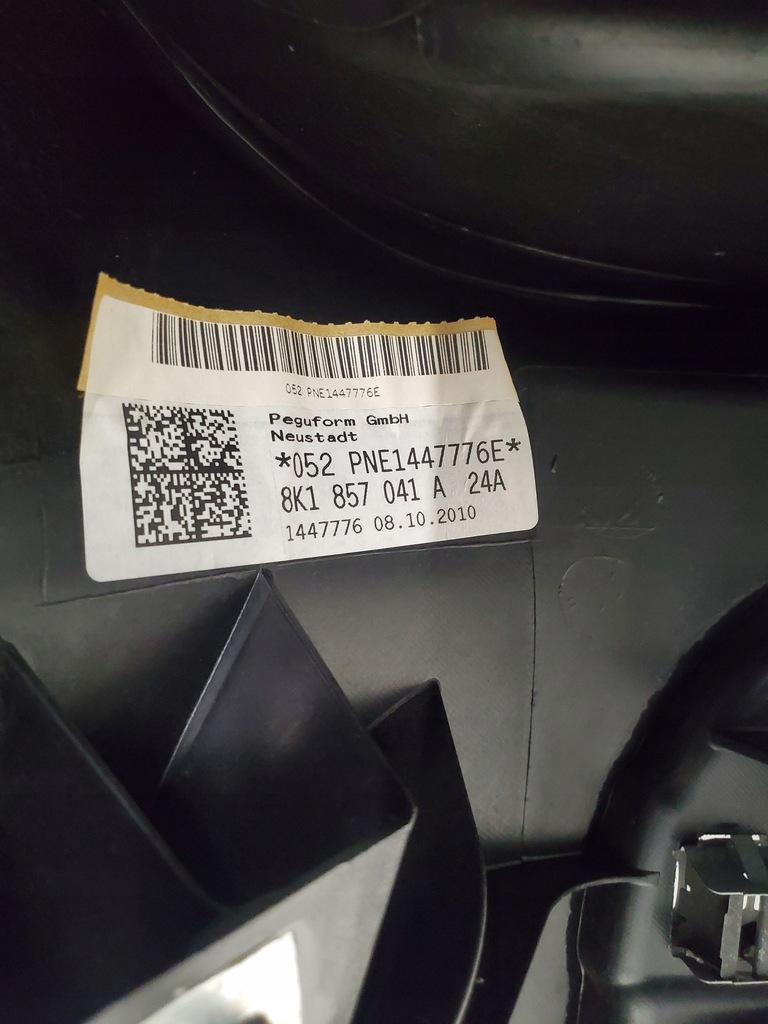 052 PNE1447776E
Peguform GmbH
Neustadt
*052 PNE1447776E*
8K1 857 041 A 24A
1447776 08.10.2010